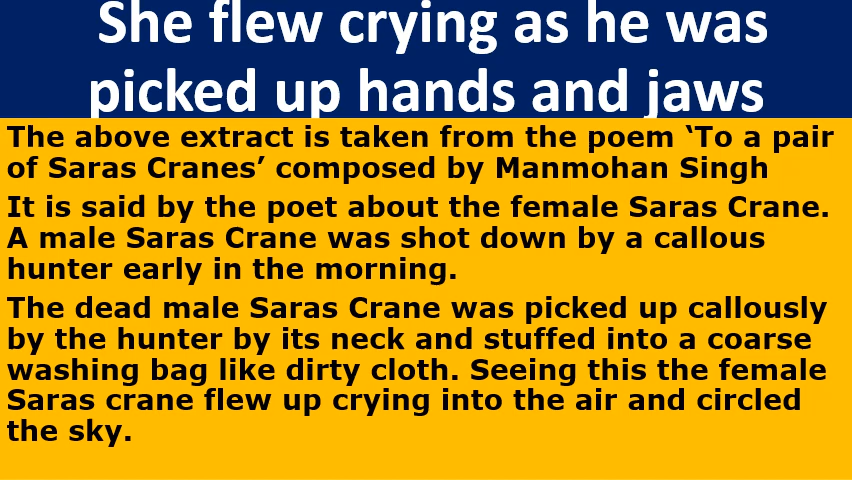 She flew crying as he was
picked up hands and jaws
The above extract is taken from the poem ‘To a pair
of Saras Cranes’ composed by Manmohan Singh
It is said by the poet about the female Saras Crane.
A male Saras Crane was shot down by a callous
hunter early in the morning.
The dead male Saras Crane was picked up callously
by the hunter by its neck and stuffed into a coarse
washing bag like dirty cloth. Seeing this the female
Saras crane flew up crying into the air and circled
the sky.